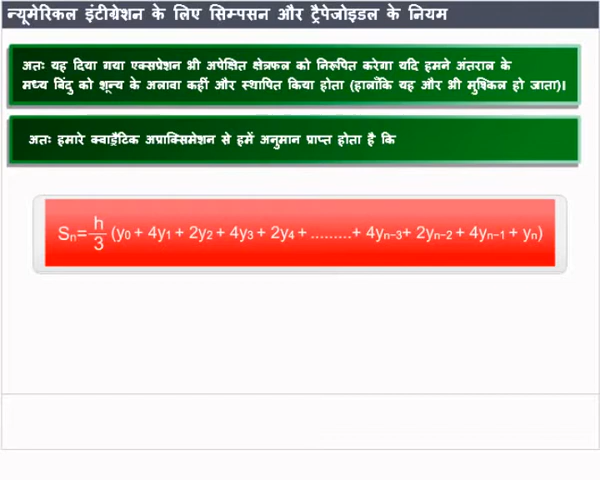 न्यूमेरिकल इंटीग्रेशन के लिए सिम्पसन और ट्रैपेजोइडल के नियम
अतः यह दिया गया एक्सप्रेशन भी अपेक्षित क्षेत्रफल को निरुपित करेगा यदि हमने अंतराल के
मध्य बिंदु को शून्य के अलावा कहीं और स्थापित किया होता (हालाँकि यह और भी मुश्किल हो जाता)।
अतः हमारे क्वाड्रैटिक अप्राक्सिमेशन से हमें अनुमान प्राप्त होता है कि
Sₙ= h/3 (y₀ + 4y₁ + 2y₂ + 4y₃ + 2y₄ + .........+ 4yₙ₋₃+ 2yₙ₋₂ + 4yₙ₋₁ + yₙ)